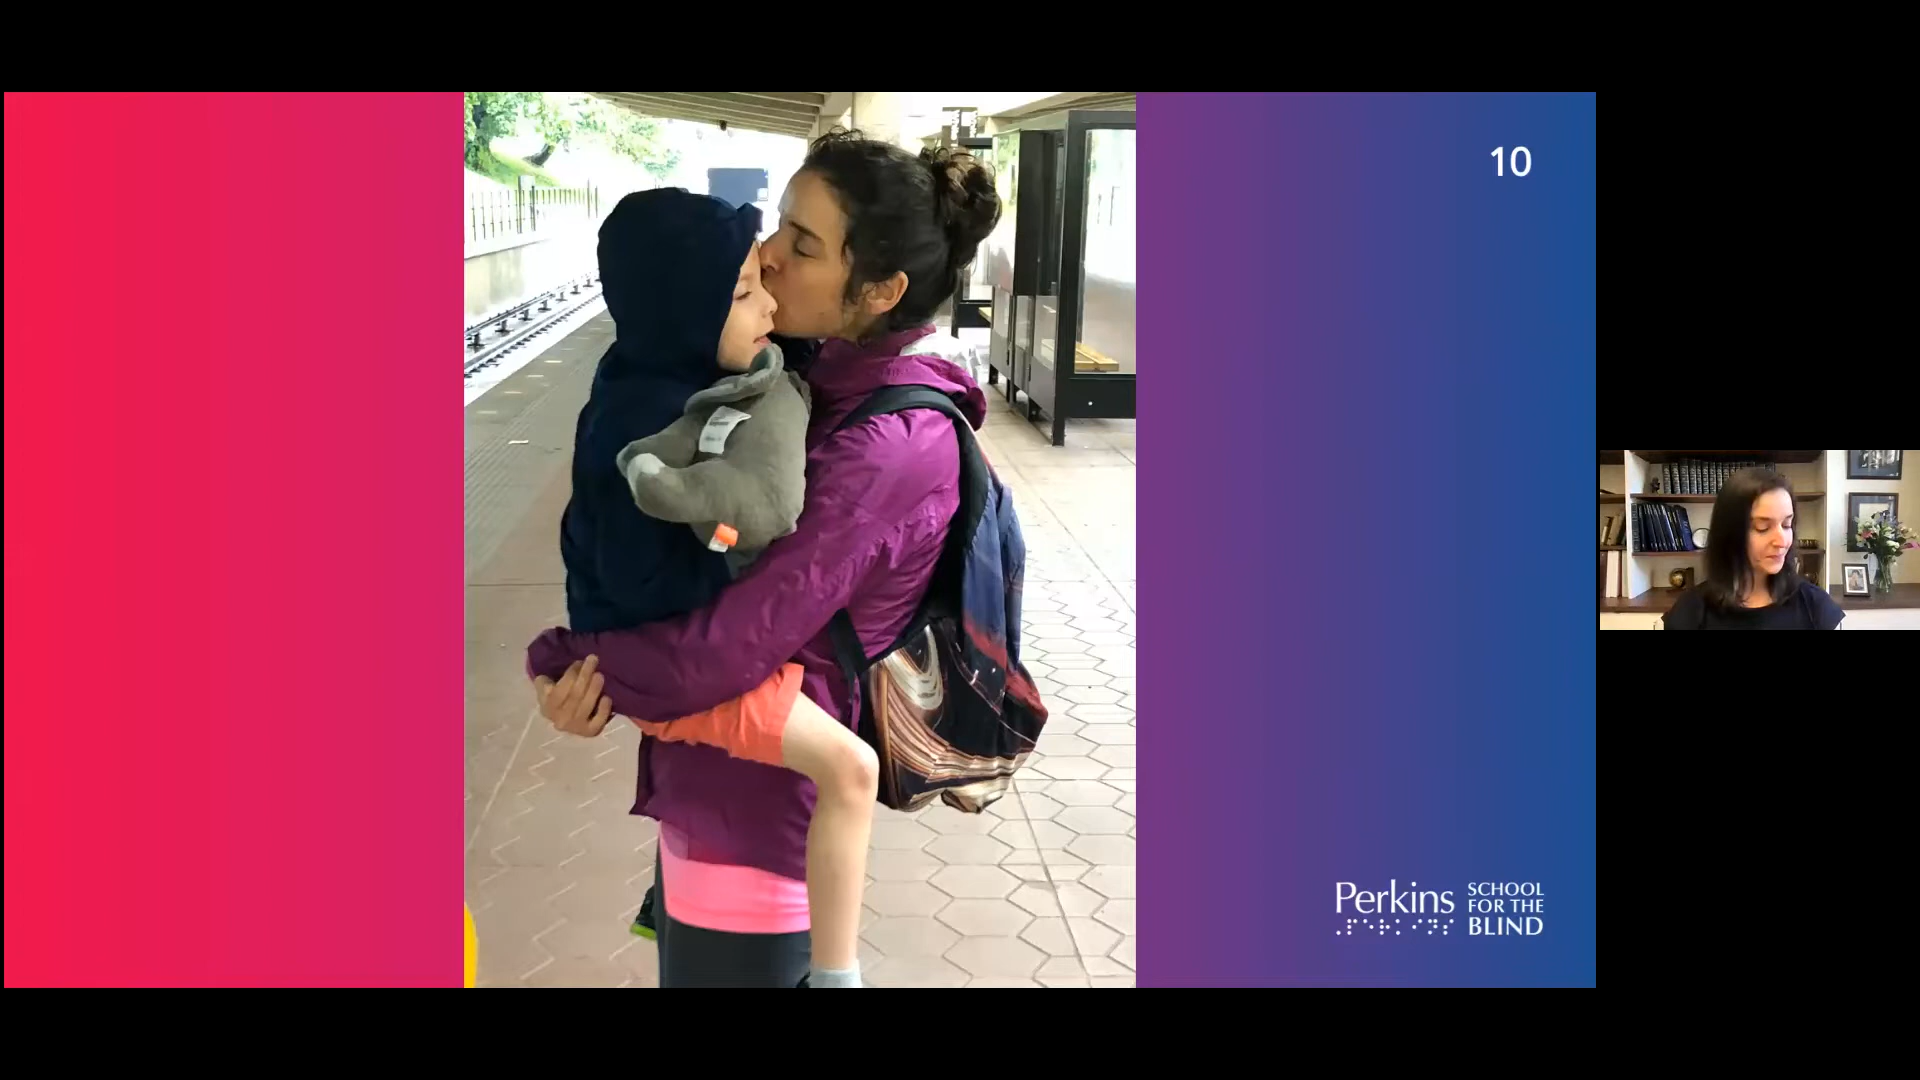 10
Perkins
SCHOOL
FOR THE
BLIND
⠠⠏⠑⠗⠅⠊⠝⠎